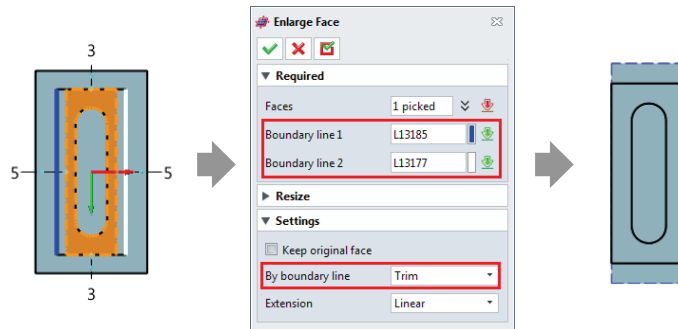 3
5
5
3
Enlarge Face
Required
Faces 1 picked
Boundary line 1 L13185
Boundary line 2 L13177
Resize
Settings
Keep original face
By boundary line Trim
Extension Linear